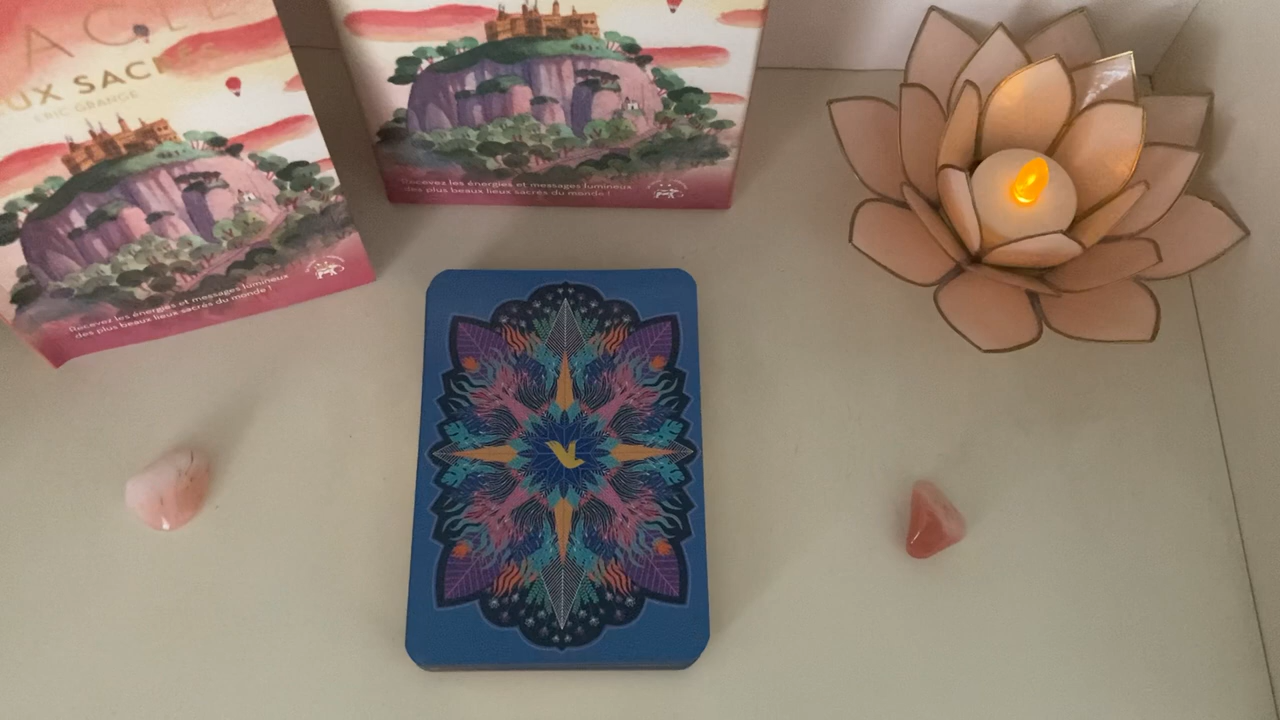 ACLE
UX SACRÉS
ERIC GRANGE
Recevez les énergies et messages lumineux
des plus beaux lieux sacrés du monde !
Recevez les énergies et messages lumineux
des plus beaux lieux sacrés du monde !